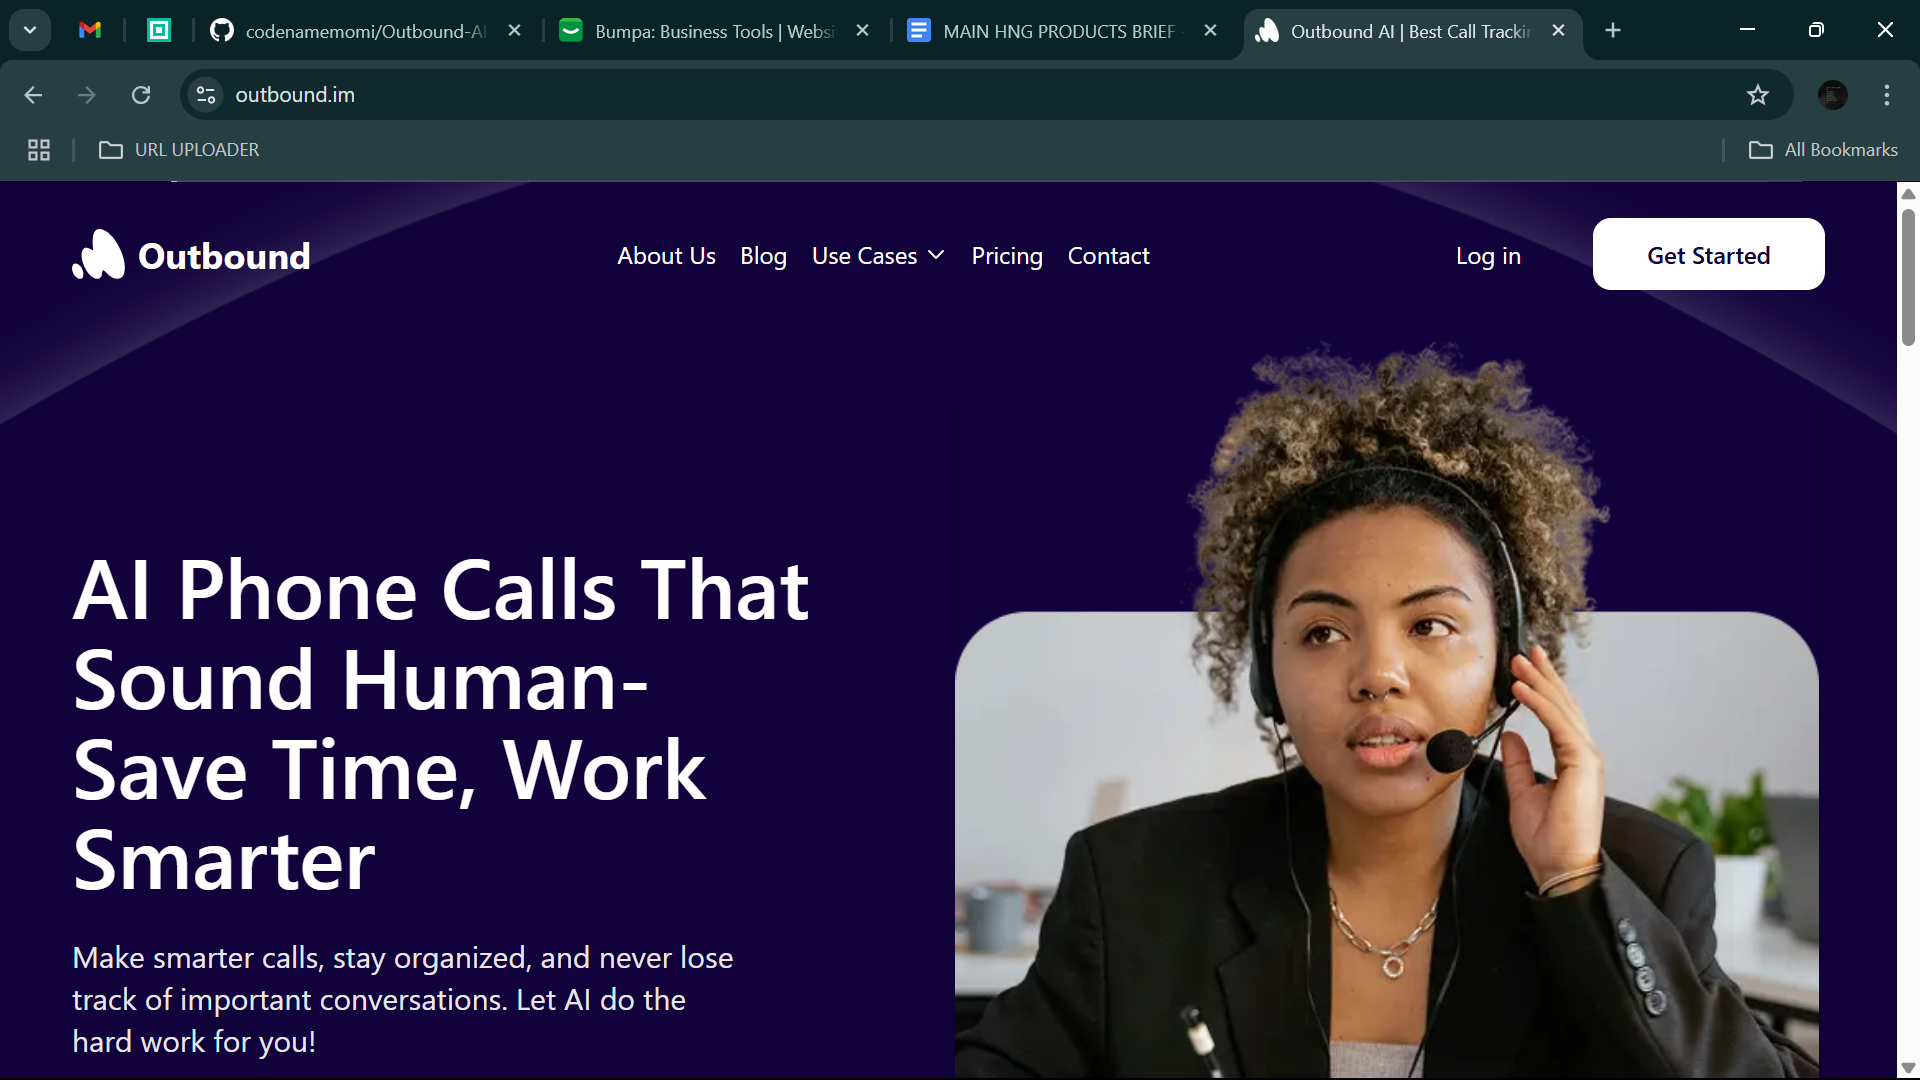 codenamemomi/Outbound-AI
Bumpa: Business Tools | Websi
MAIN HNG PRODUCTS BRIEF
Outbound AI | Best Call Trackin
outbound.im
URL UPLOADER
All Bookmarks
Outbound
About Us
Blog
Use Cases
Pricing
Contact
Log in
Get Started
AI Phone Calls That
Sound Human-
Save Time, Work
Smarter
Make smarter calls, stay organized, and never lose
track of important conversations. Let AI do the
hard work for you!